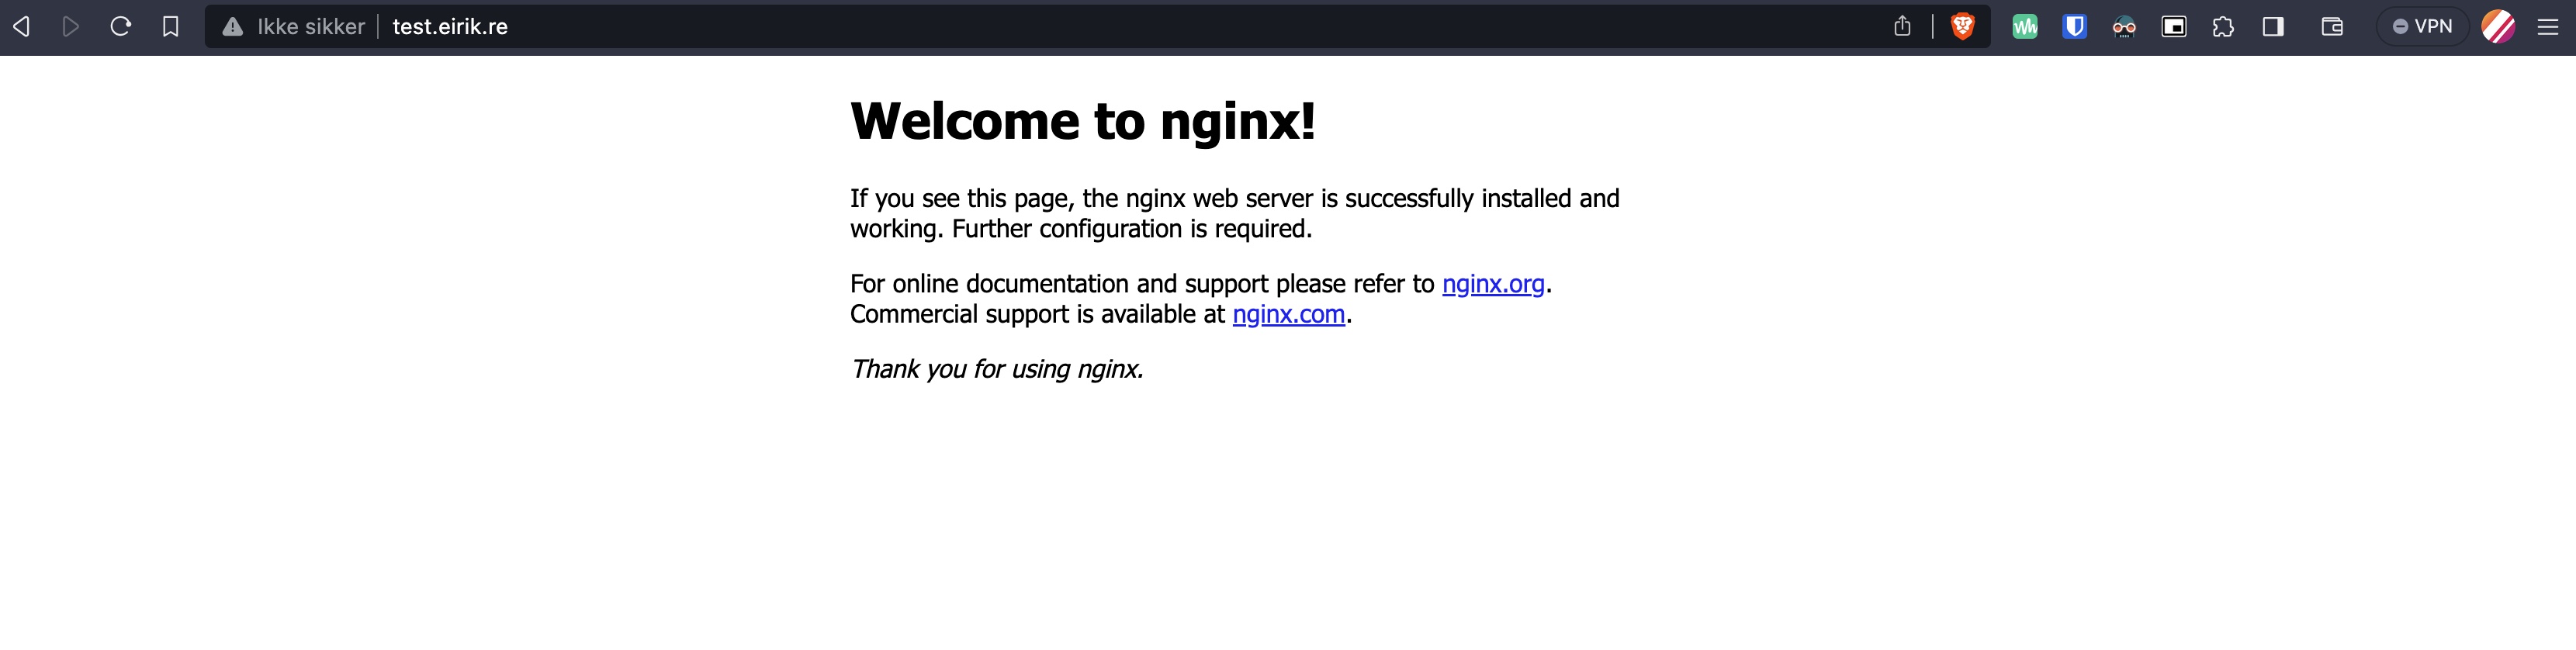 Ikke sikker test.eirik.re VPN
Welcome to nginx!
If you see this page, the nginx web server is successfully installed and
working. Further configuration is required.
For online documentation and support please refer to nginx.org.
Commercial support is available at nginx.com.
Thank you for using nginx.